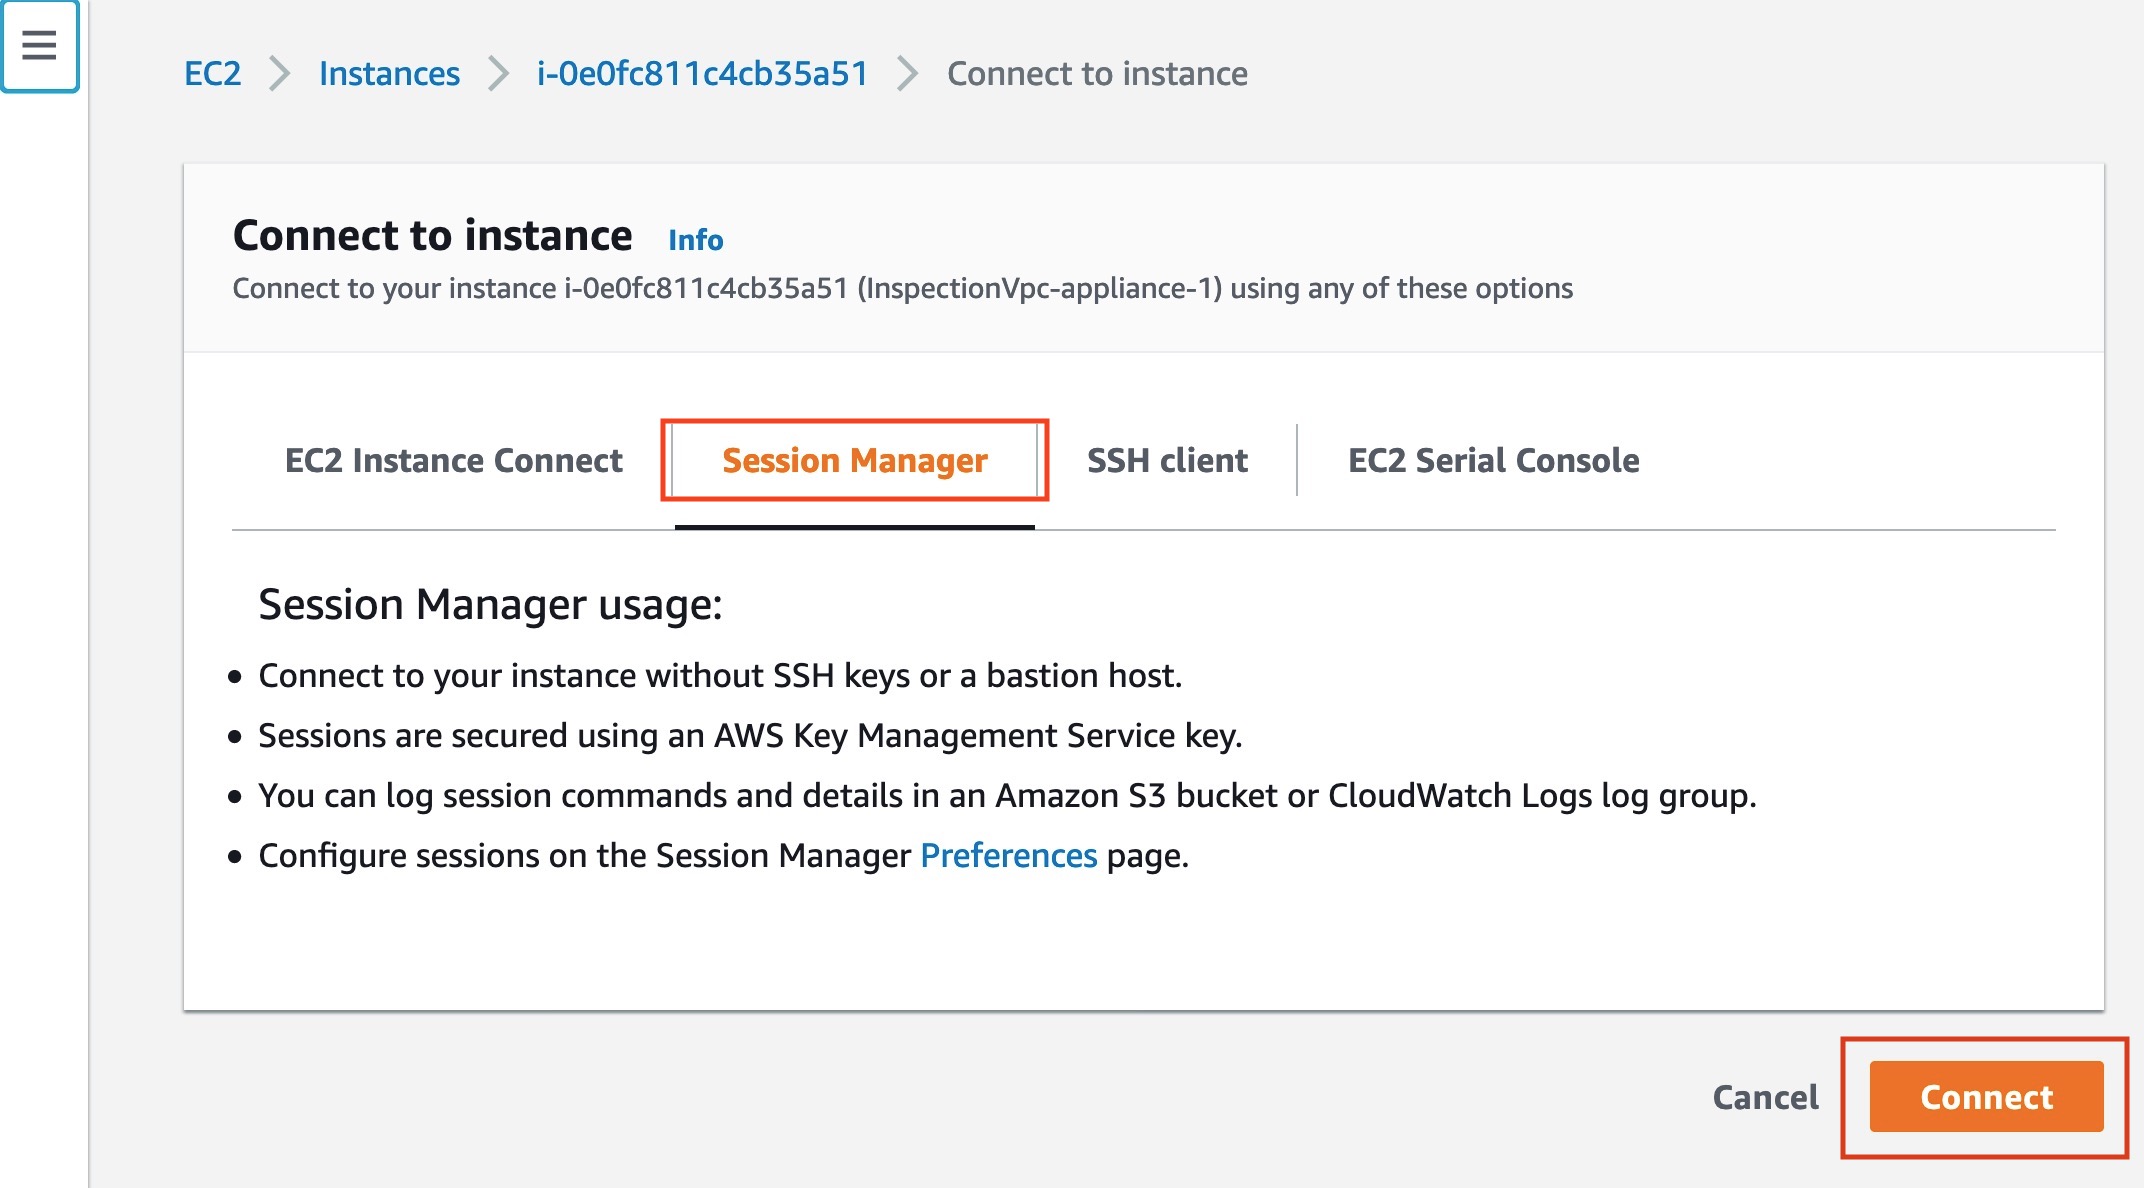 EC2 > Instances > i-0e0fc811c4cb35a51 > Connect to instance
Connect to instance Info
Connect to your instance i-0e0fc811c4cb35a51 (InspectionVpc-appliance-1) using any of these options
EC2 Instance Connect Session Manager SSH client EC2 Serial Console
Session Manager usage:
• Connect to your instance without SSH keys or a bastion host.
• Sessions are secured using an AWS Key Management Service key.
• You can log session commands and details in an Amazon S3 bucket or CloudWatch Logs log group.
• Configure sessions on the Session Manager Preferences page.
Cancel Connect